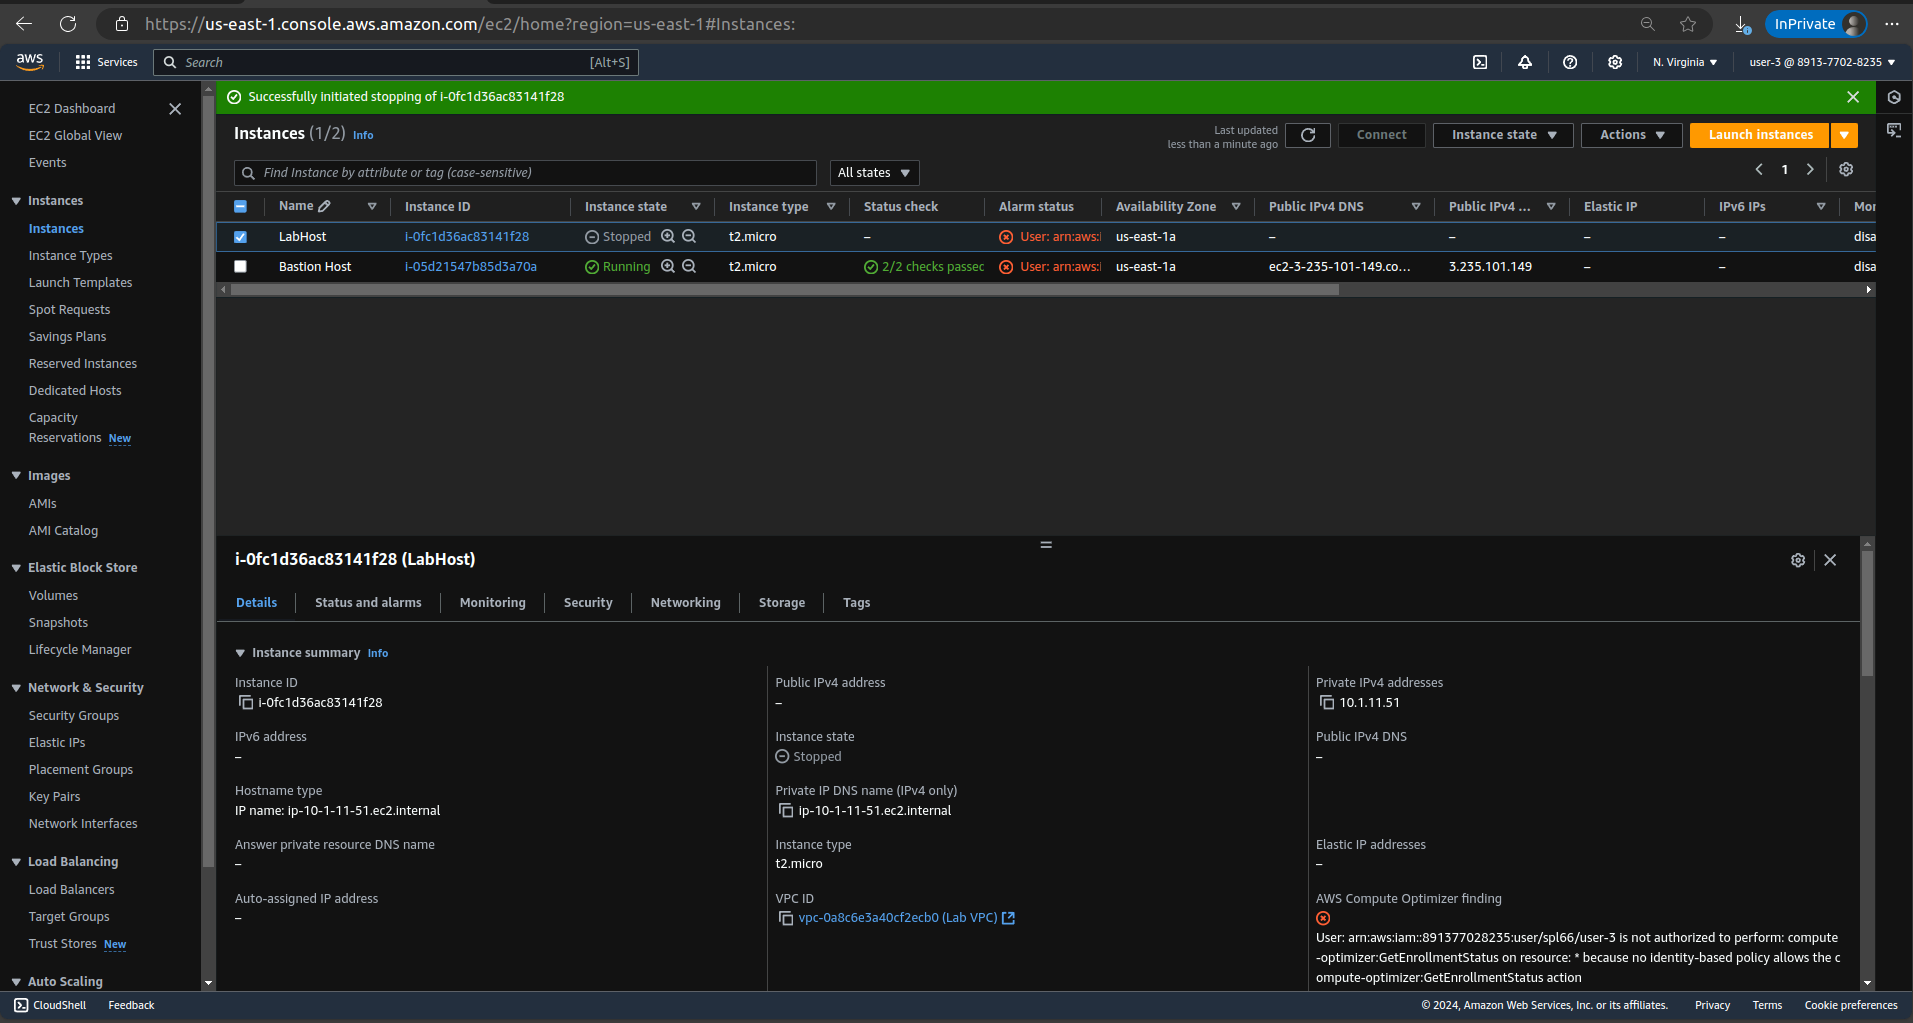 https://us-east-1.console.aws.amazon.com/ec2/home?region=us-east-1#Instances:
InPrivate
aws
Services
Search
[Alt+S]
N. Virginia
user-3 @ 8913-7702-8235
EC2 Dashboard
EC2 Global View
Events
Instances
Instances
Instance Types
Launch Templates
Spot Requests
Savings Plans
Reserved Instances
Dedicated Hosts
Capacity
Reservations New
Images
AMIs
AMI Catalog
Elastic Block Store
Volumes
Snapshots
Lifecycle Manager
Network & Security
Security Groups
Elastic IPs
Placement Groups
Key Pairs
Network Interfaces
Load Balancing
Load Balancers
Target Groups
Trust Stores New
Auto Scaling
Successfully initiated stopping of i-0fc1d36ac83141f28
Instances (1/2) Info
Last updated
less than a minute ago
Connect
Instance state
Actions
Launch instances
Find Instance by attribute or tag (case-sensitive)
All states
1
Name Instance ID Instance state Instance type Status check Alarm status Availability Zone Public IPv4 DNS Public IPv4 ... Elastic IP IPv6 IPs Mor
LabHost i-0fc1d36ac83141f28 Stopped t2.micro – User: arn:aws:i us-east-1a – – – – disa
Bastion Host i-05d21547b85d3a70a Running t2.micro 2/2 checks passec User: arn:aws:i us-east-1a ec2-3-235-101-149.co... 3.235.101.149 – – disa
i-0fc1d36ac83141f28 (LabHost)
Details Status and alarms Monitoring Security Networking Storage Tags
Instance summary Info
Instance ID
i-0fc1d36ac83141f28
Public IPv4 address
–
Private IPv4 addresses
10.1.11.51
IPv6 address
–
Instance state
Stopped
Public IPv4 DNS
–
Hostname type
IP name: ip-10-1-11-51.ec2.internal
Private IP DNS name (IPv4 only)
ip-10-1-11-51.ec2.internal
Answer private resource DNS name
–
Instance type
t2.micro
Elastic IP addresses
–
Auto-assigned IP address
–
VPC ID
vpc-0a8c6e3a40cf2ecb0 (Lab VPC)
AWS Compute Optimizer finding
User: arn:aws:iam::891377028235:user/spl66/user-3 is not authorized to perform: compute
-optimizer:GetEnrollmentStatus on resource: * because no identity-based policy allows the c
ompute-optimizer:GetEnrollmentStatus action
CloudShell
Feedback
© 2024, Amazon Web Services, Inc. or its affiliates.
Privacy
Terms
Cookie preferences